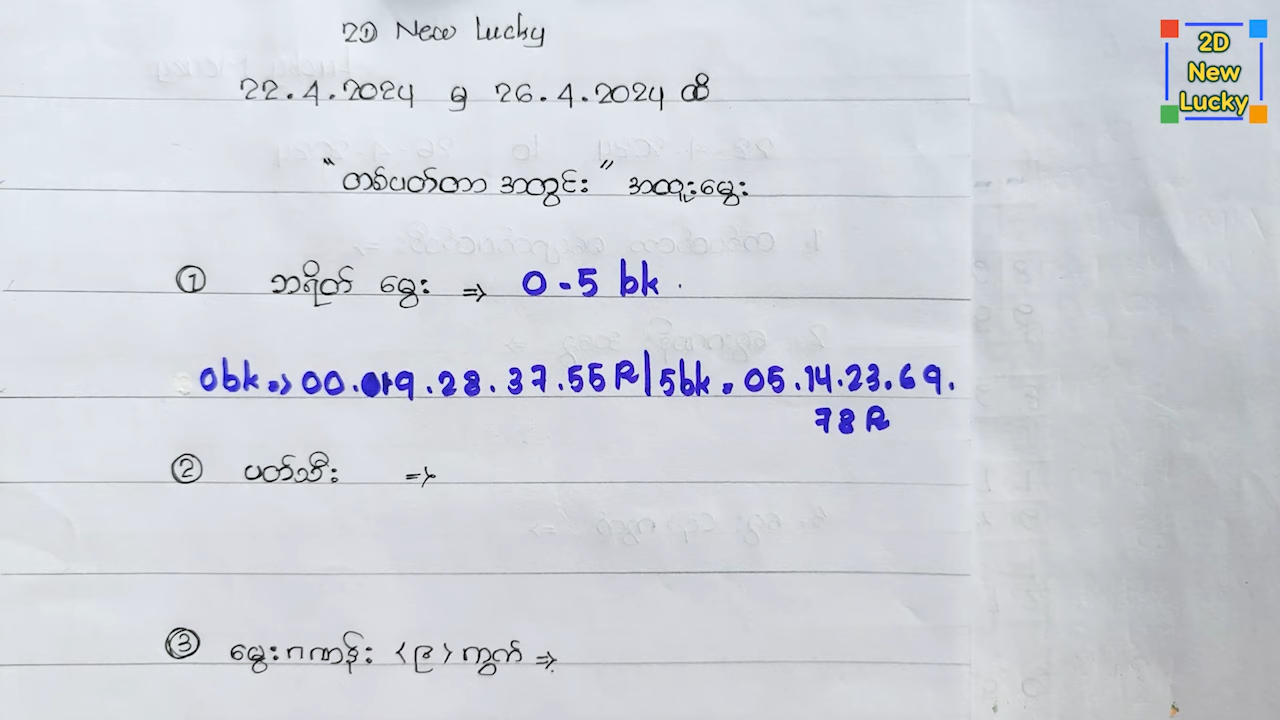 2D New Lucky
22.4.2024 မှ 26.4.2024 ထိ
"တစ်ပတ်တာ အတွင်း" အထူးမွေး
① ဘရိတ် မွေး ⇒ 0-5 bk.
0bk ⇒ 00.19.28.37.55R | 5bk = 05.14.23.69.
78R
② ပတ်သီး ⇒
③ မွေးဂဏန်း <၉> ကွက် ⇒
2D
New
Lucky